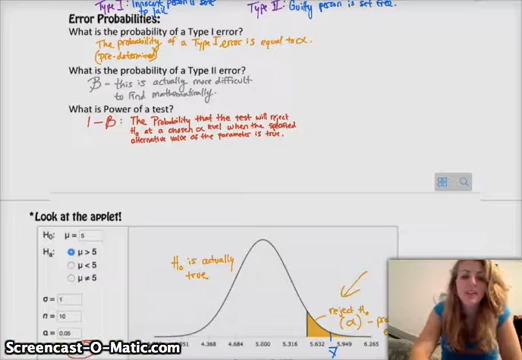 Type I: Innocent person is sent to jail
Type II: Guilty person is set free.
Error Probabilities:
What is the probability of a Type I error?
The probability of a Type I error is equal to α.
(pre-determined)
What is the probability of a Type II error?
β - this is actually more difficult
to find mathematically.
What is Power of a test?
1-β: The Probability that the test will reject
H₀ at a chosen α level when the specified
alternative value of the parameter is true.
*Look at the applet!
H₀: μ = 5
Hₐ: μ > 5
μ < 5
μ ≠ 5
σ = 1
n = 10
α = 0.05
H₀ is actually
true
reject H₀
(α) - pr
4.051 4.368 4.684 5.000 5.316 5.632 5.949 6.265
x̄
Screencast-O-Matic.com